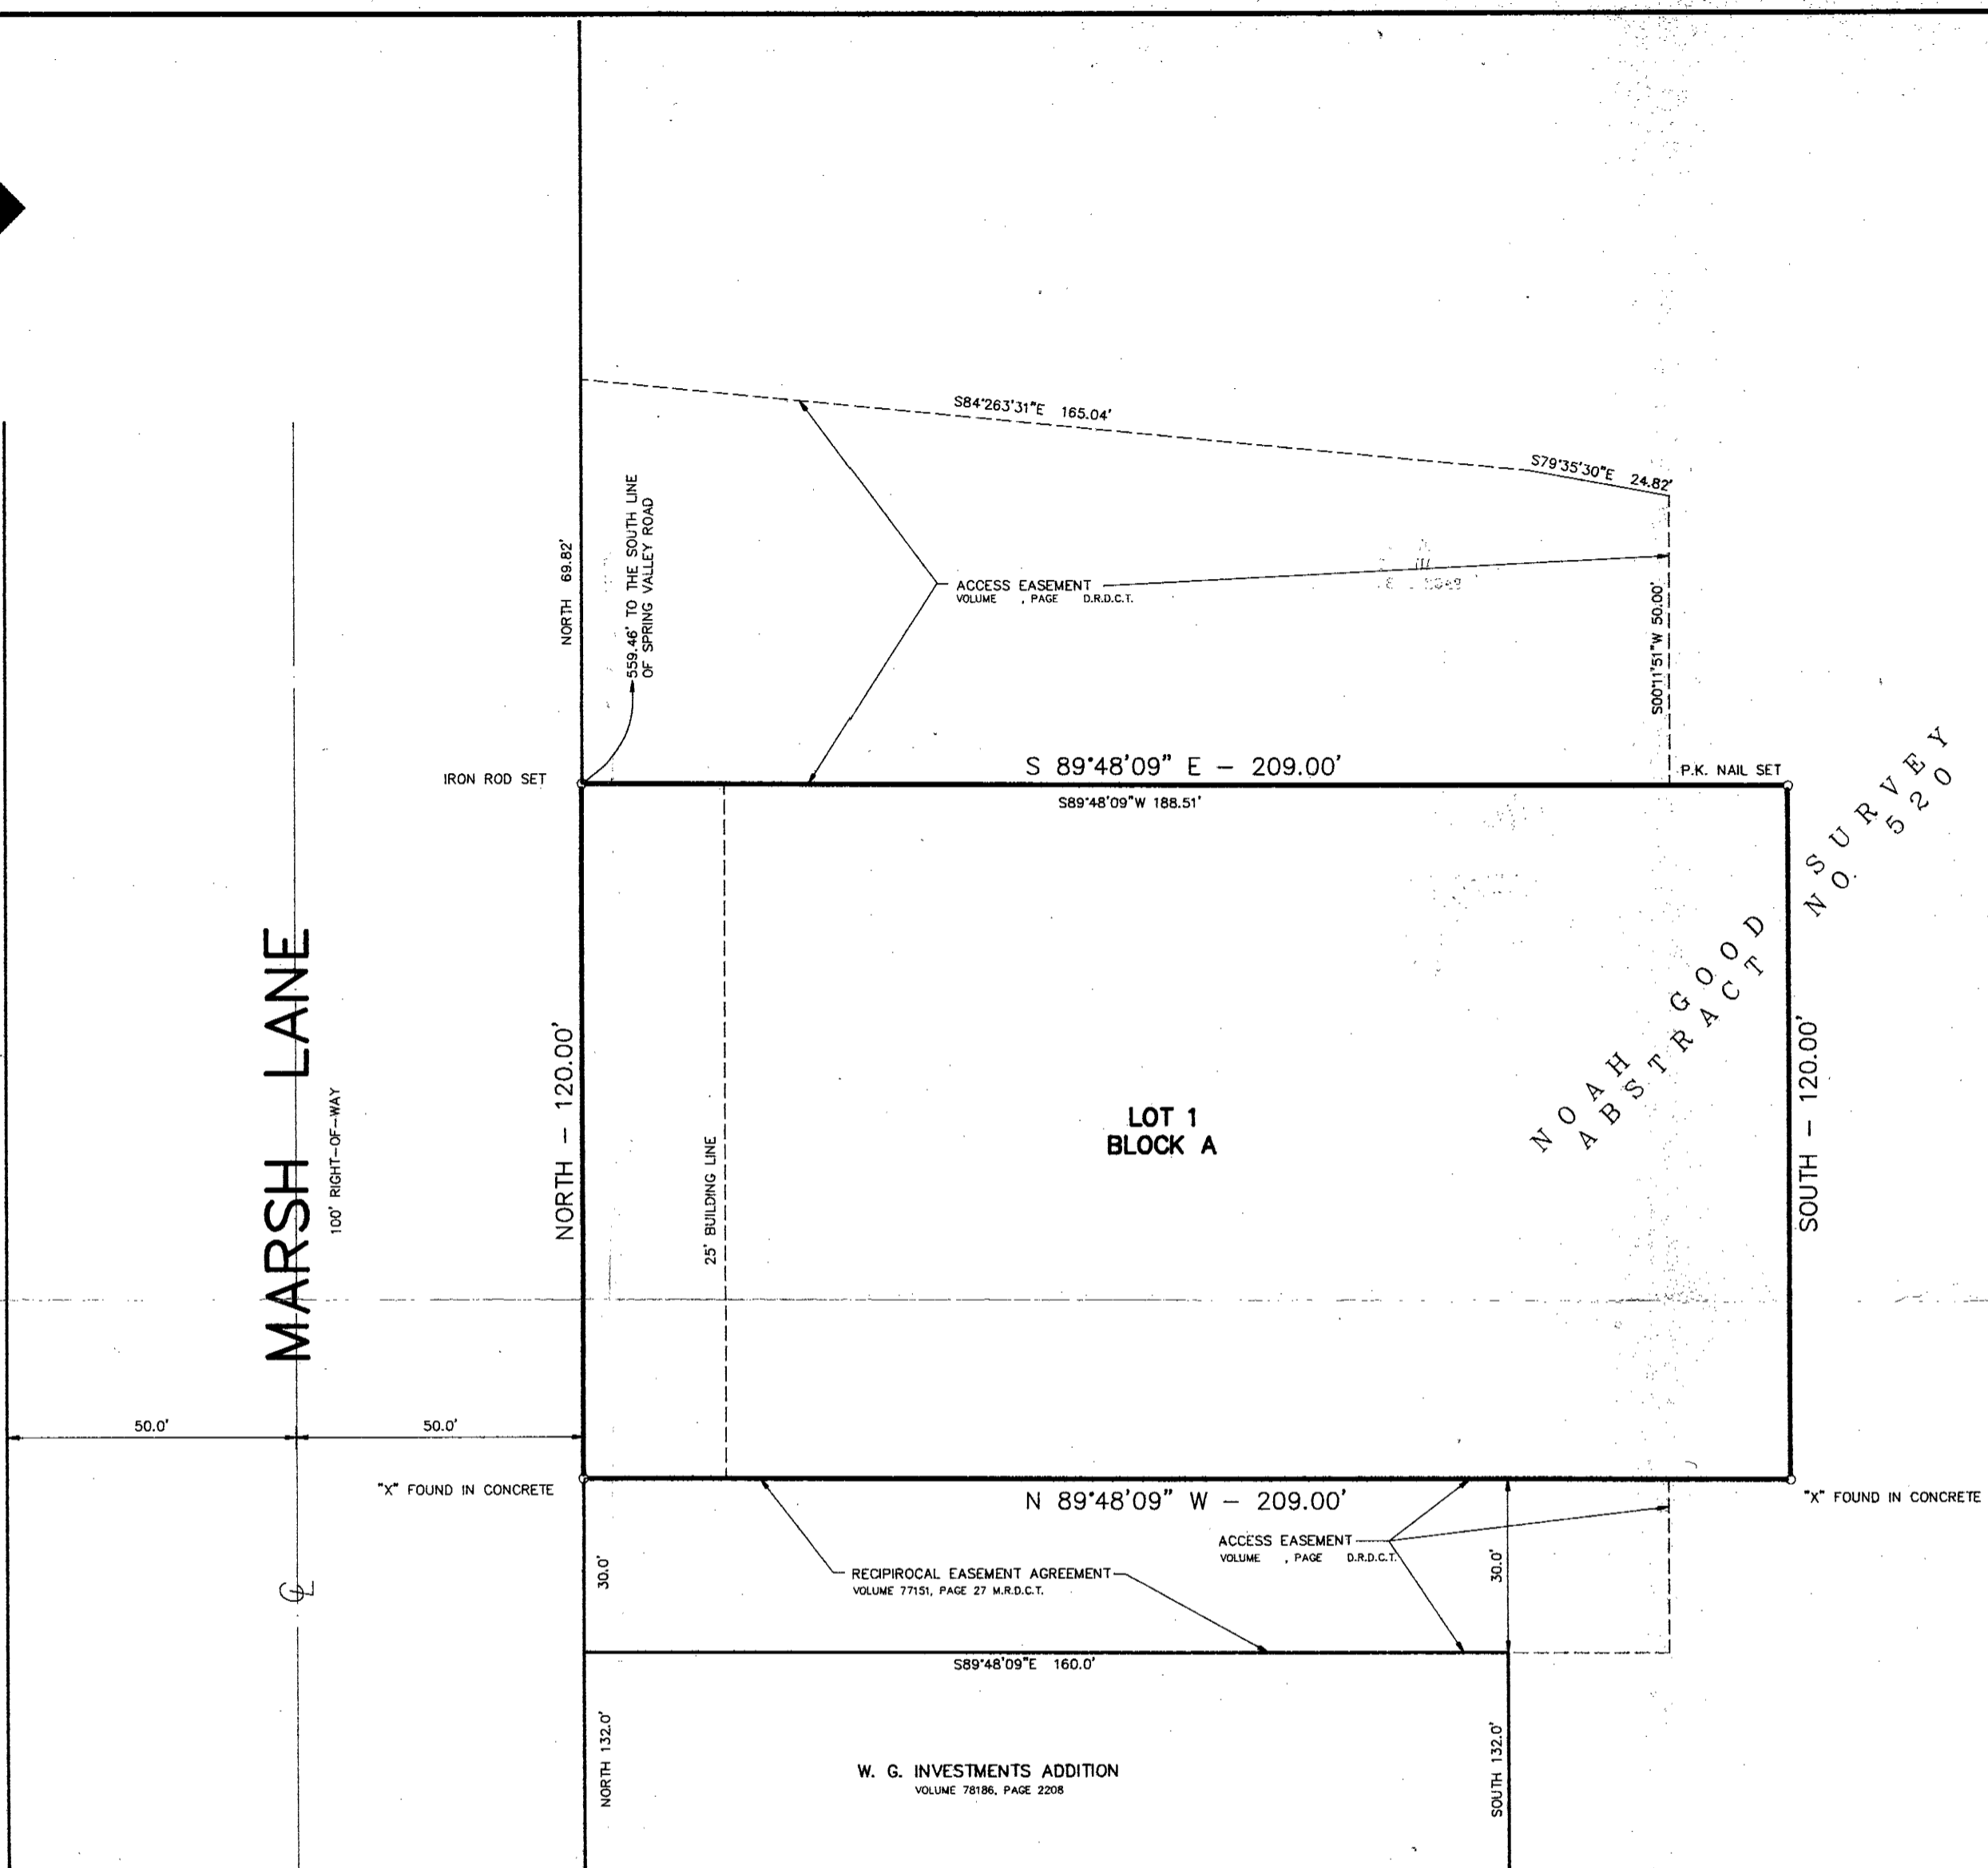 S84°263'31"E 165.04'
S79°35'30"E 24.82'
NORTH 69.82'
559.46' TO THE SOUTH LINE
OF SPRING VALLEY ROAD
ACCESS EASEMENT
VOLUME , PAGE D.R.D.C.T.
S00°11'51"W 50.00'
IRON ROD SET
S 89°48'09" E – 209.00'
P.K. NAIL SET
S89°48'09"W 188.51'
NOAH GOOD SURVEY
ABSTRACT NO. 520
MARSH LANE
100' RIGHT-OF-WAY
NORTH – 120.00'
25' BUILDING LINE
LOT 1
BLOCK A
SOUTH – 120.00'
50.0'
50.0'
"X" FOUND IN CONCRETE
N 89°48'09" W – 209.00'
"X" FOUND IN CONCRETE
ACCESS EASEMENT
VOLUME , PAGE D.R.D.C.T.
30.0'
RECIPIROCAL EASEMENT AGREEMENT
VOLUME 77151, PAGE 27 M.R.D.C.T.
30.0'
S89°48'09"E 160.0'
NORTH 132.0'
W. G. INVESTMENTS ADDITION
VOLUME 78186, PAGE 2208
SOUTH 132.0'